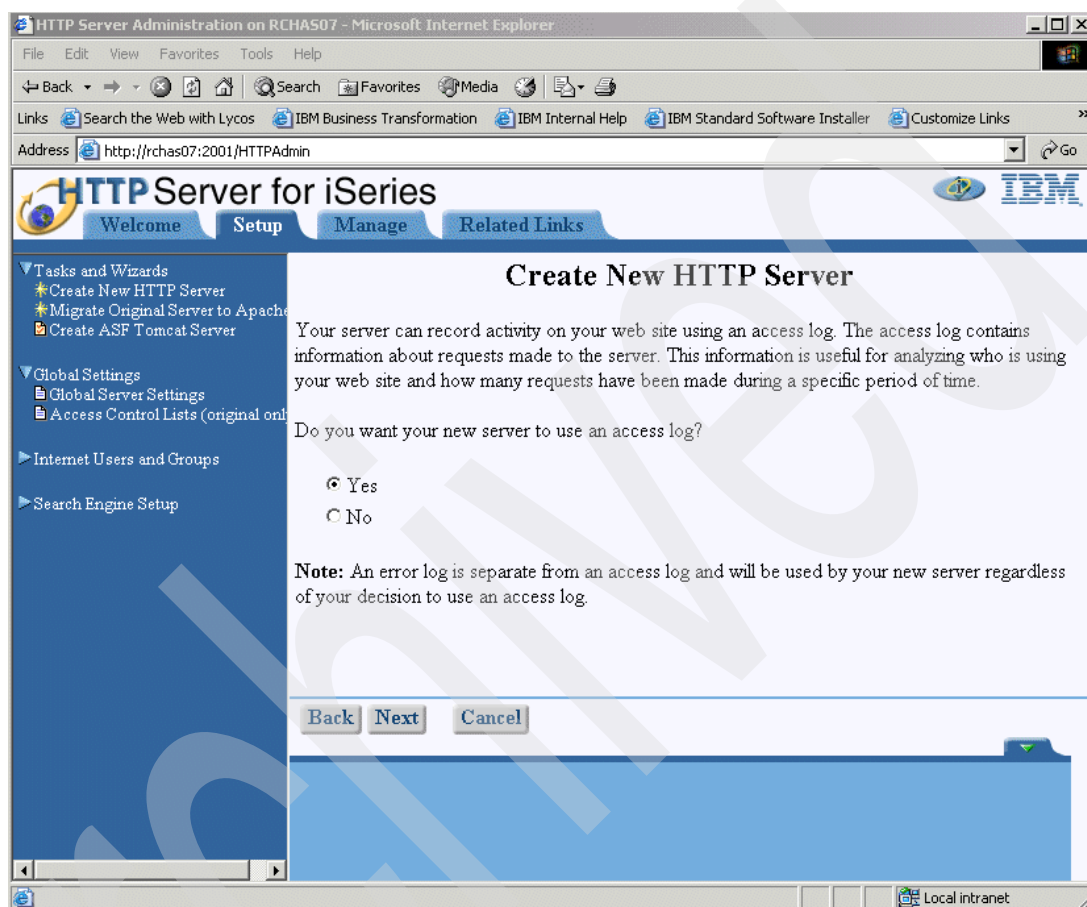 HTTP Server Administration on RCHAS07 - Microsoft Internet Explorer
File Edit View Favorites Tools Help
Back Search Favorites Media
Links Search the Web with Lycos IBM Business Transformation IBM Internal Help IBM Standard Software Installer Customize Links »
Address http://rchas07:2001/HTTPAdmin Go
HTTP Server for iSeries IBM
Welcome Setup Manage Related Links
Tasks and Wizards
Create New HTTP Server
Migrate Original Server to Apache
Create ASF Tomcat Server
Global Settings
Global Server Settings
Access Control Lists (original onl
Internet Users and Groups
Search Engine Setup
Create New HTTP Server
Your server can record activity on your web site using an access log. The access log contains
information about requests made to the server. This information is useful for analyzing who is using
your web site and how many requests have been made during a specific period of time.
Do you want your new server to use an access log?
Yes
No
Note: An error log is separate from an access log and will be used by your new server regardless
of your decision to use an access log.
Back Next Cancel
Local intranet